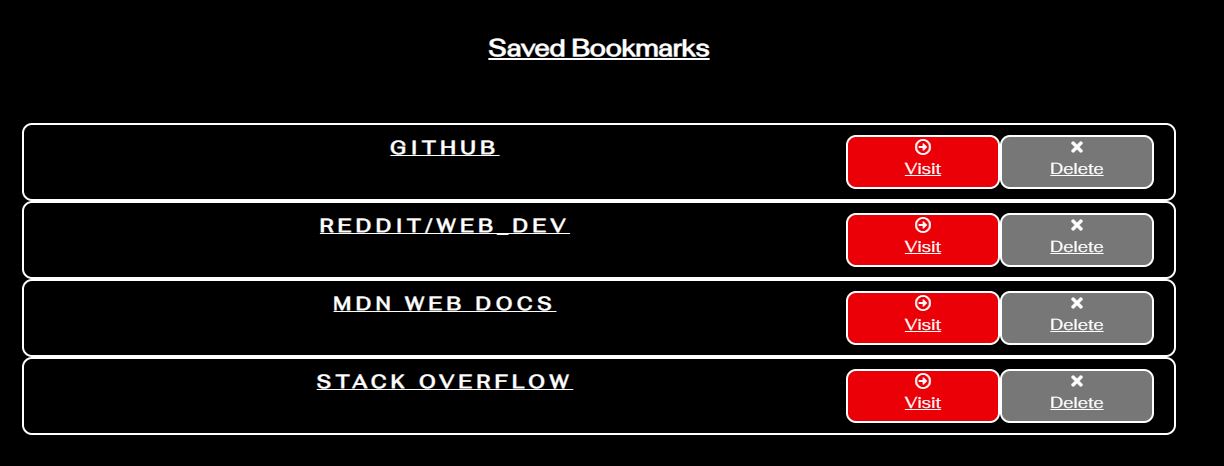 Saved Bookmarks
GITHUB
Visit
Delete
REDDIT/WEB_DEV
Visit
Delete
MDN WEB DOCS
Visit
Delete
STACK OVERFLOW
Visit
Delete